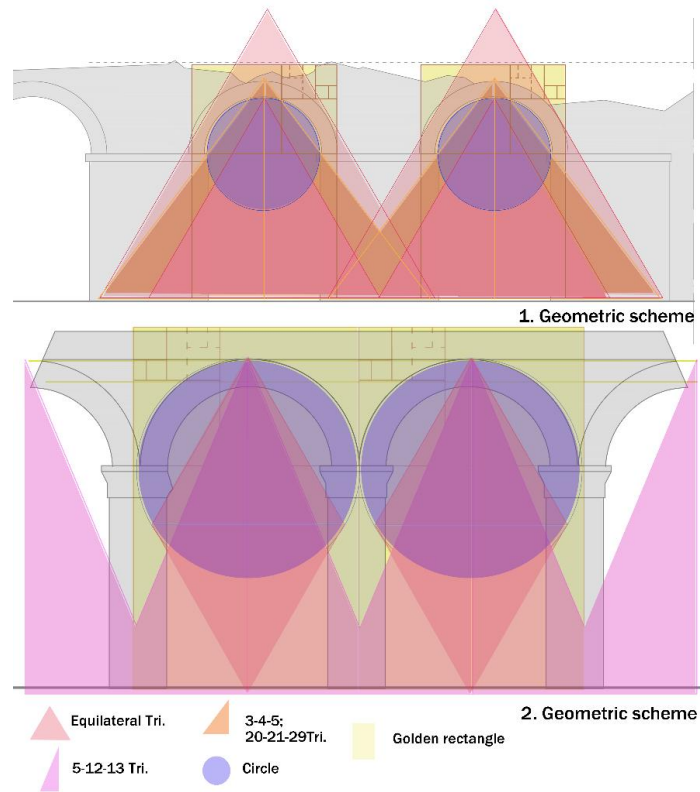 1. Geometric scheme
2. Geometric scheme
Equilateral Tri.
3-4-5;
20-21-29Tri.
Golden rectangle
5-12-13 Tri.
Circle